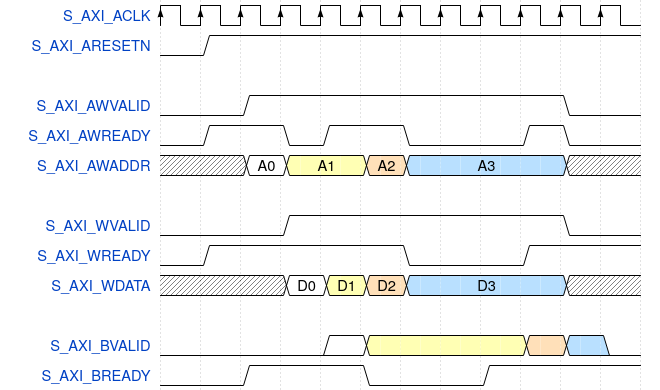 S_AXI_ACLK
S_AXI_ARESETN
S_AXI_AWVALID
S_AXI_AWREADY
S_AXI_AWADDR A0 A1 A2 A3
S_AXI_WVALID
S_AXI_WREADY
S_AXI_WDATA D0 D1 D2 D3
S_AXI_BVALID
S_AXI_BREADY